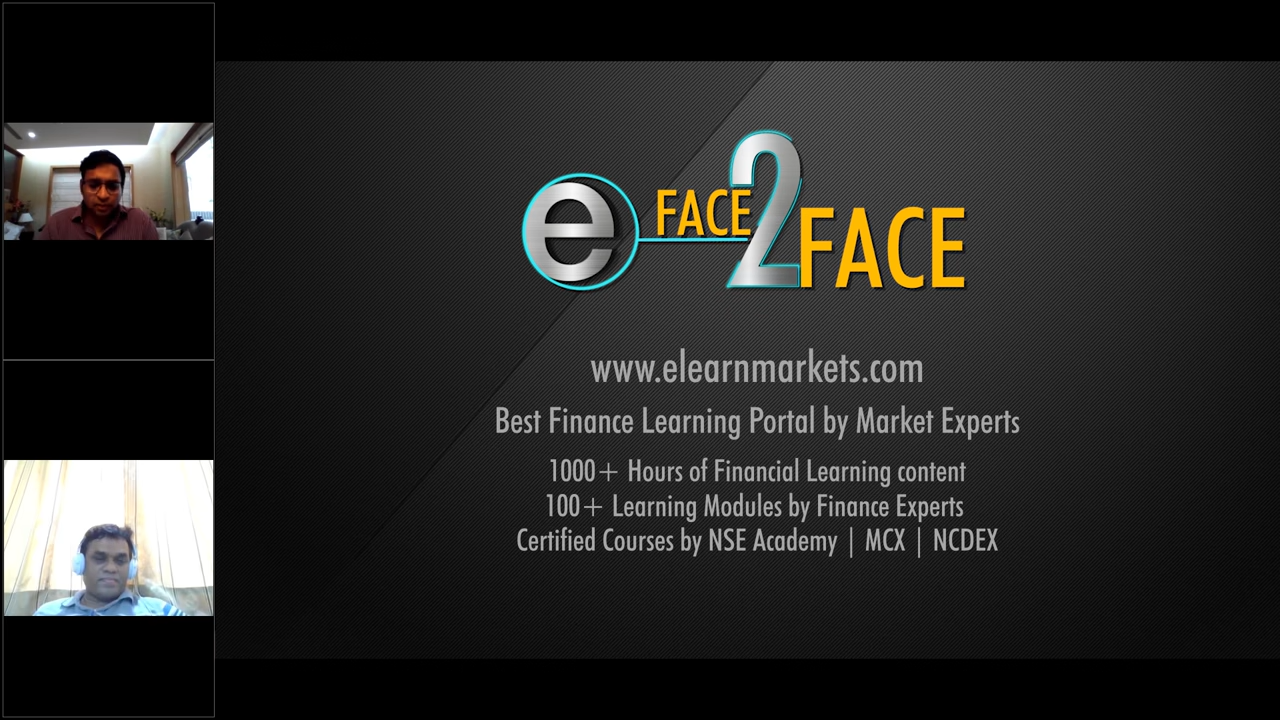 e FACE 2 FACE
www.elearnmarkets.com
Best Finance Learning Portal by Market Experts
1000+ Hours of Financial Learning content
100+ Learning Modules by Finance Experts
Certified Courses by NSE Academy | MCX | NCDEX